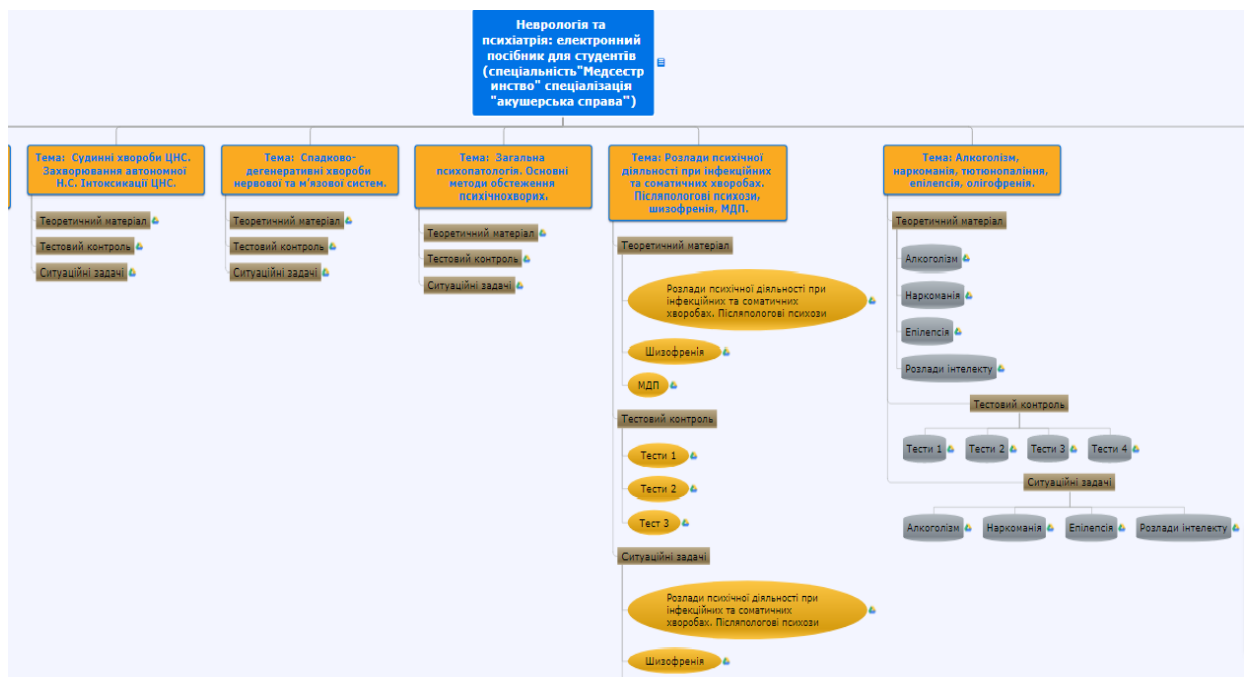 Неврологія та
психіатрія: електронний
посібник для студентів
(спеціальність"Медсестр
инство" спеціалізація
"акушерська справа")
Тема: Судинні хвороби ЦНС.
Захворювання автономної
Н.С. Інтоксикації ЦНС.
Теоретичний матеріал
Тестовий контроль
Ситуаційні задачі
Тема: Спадково-
дегенеративні хвороби
нервової та м'язової систем.
Теоретичний матеріал
Тестовий контроль
Ситуаційні задачі
Тема: Загальна
психопатологія. Основні
методи обстеження
психічнохворих.
Теоретичний матеріал
Тестовий контроль
Ситуаційні задачі
Тема: Розлади психічної
діяльності при інфекційних
та соматичних хворобах.
Післяпологові психози,
шизофренія, МДП.
Теоретичний матеріал
Розлади психічної діяльності при
інфекційних та соматичних
хворобах. Післяпологові психози
Шизофренія
МДП
Тестовий контроль
Тести 1
Тести 2
Тест 3
Ситуаційні задачі
Розлади психічної діяльності при
інфекційних та соматичних
хворобах. Післяпологові психози
Шизофренія
Тема: Алкоголізм,
наркоманія, тютюнопаління,
епілепсія, олігофренія.
Теоретичний матеріал
Алкоголізм
Наркоманія
Епілепсія
Розлади інтелекту
Тестовий контроль
Тести 1 Тести 2 Тести 3 Тести 4
Ситуаційні задачі
Алкоголізм Наркоманія Епілепсія Розлади інтелекту